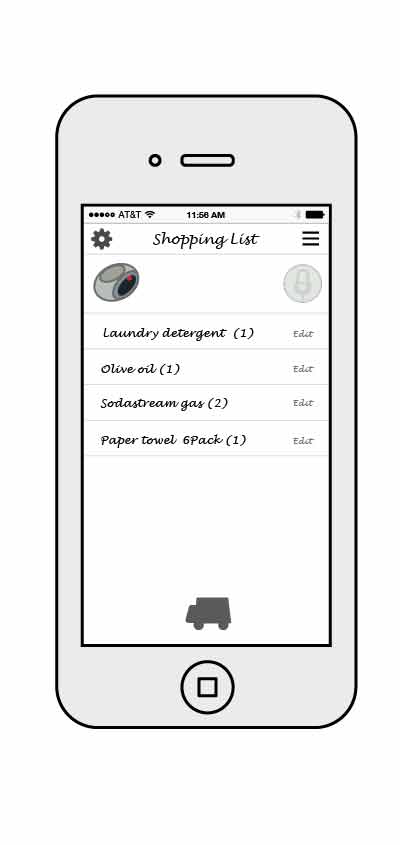 AT&T 11:56 AM
Shopping List
Laundry detergent (1) Edit
Olive oil (1) Edit
Sodastream gas (2) Edit
Paper towel 6Pack (1) Edit